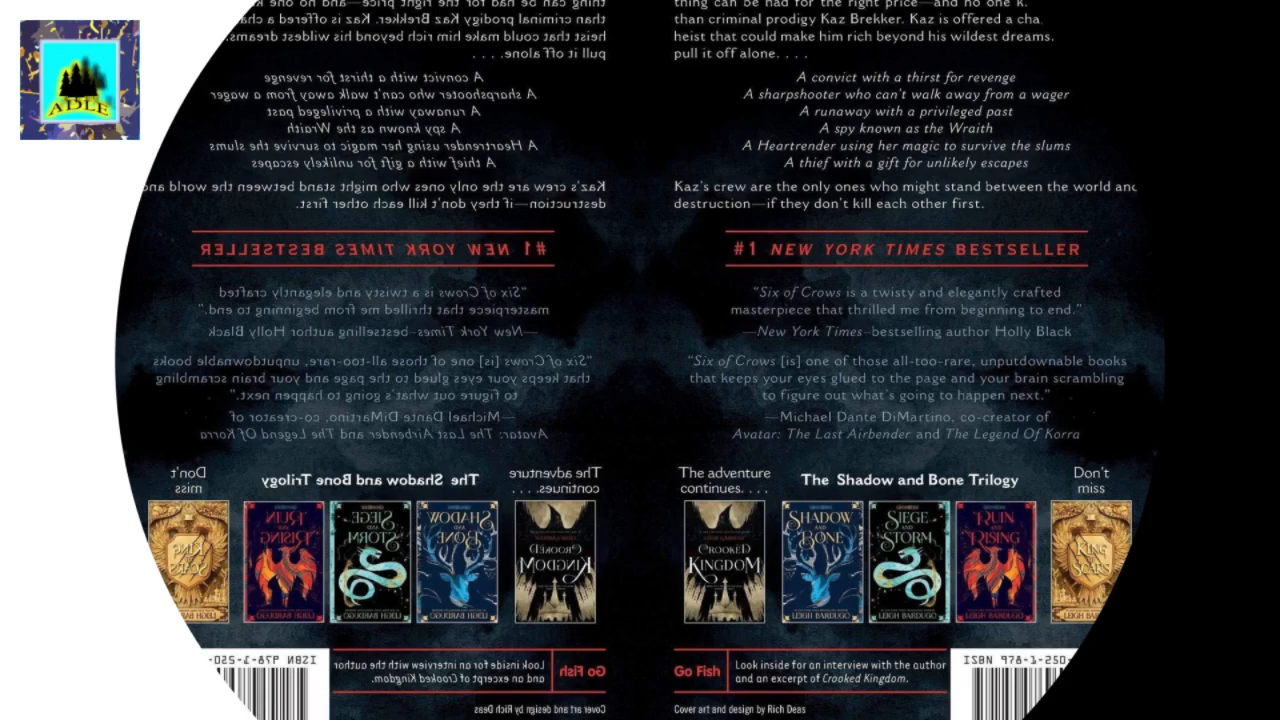 ADLE
thing can be had for the right price—and no one
than criminal prodigy Kaz Brekker. Kaz is offered a
heist that could make him rich beyond his wildest dreams.
pull it off alone. . . .
A convict with a thirst for revenge
A sharpshooter who can't walk away from a wager
A runaway with a privileged past
A spy known as the Wraith
A Heartrender using her magic to survive the slums
A thief with a gift for unlikely escapes
Kaz's crew are the only ones who might stand between the world and
destruction—if they don't kill each other first.
#1 NEW YORK TIMES BESTSELLER
"Six of Crows is a twisty and elegantly crafted
masterpiece that thrilled me from beginning to end."
—New York Times–bestselling author Holly Black
"Six of Crows [is] one of those all-too-rare, unputdownable books
that keeps your eyes glued to the page and your brain scrambling
to figure out what's going to happen next."
—Michael Dante DiMartino, co-creator of
Avatar: The Last Airbender and The Legend Of Korra
The adventure
continues. . . .
The Shadow and Bone Trilogy
Don't
miss
CROOKED
KINGDOM
SHADOW
AND
BONE
LEIGH BARDUGO
SIEGE
AND
STORM
LEIGH BARDUGO
RUIN
AND
RISING
LEIGH BARDUGO
KING
OF
SCARS
LEIGH BARDUGO
Go Fish
Look inside for an interview with the author
and an excerpt of Crooked Kingdom.
ISBN 978-1-250-
Cover art and design by Rich Deas